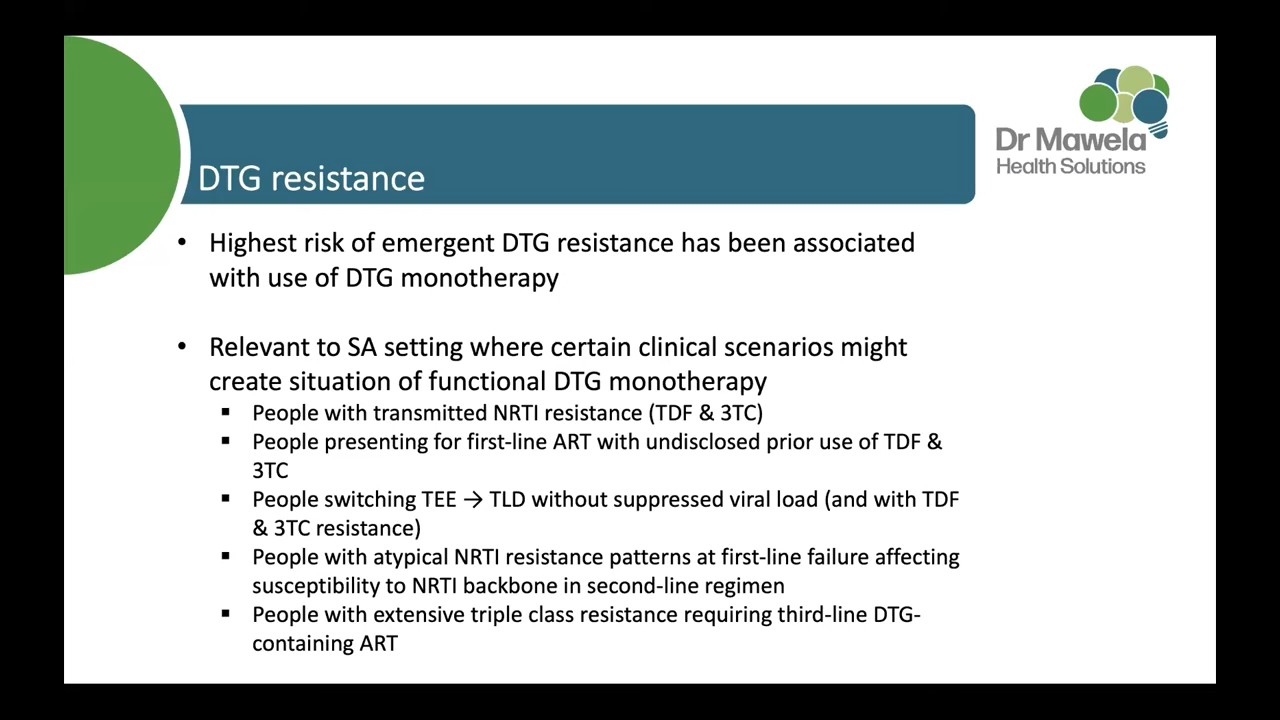 Dr Mawela
Health Solutions
DTG resistance
• Highest risk of emergent DTG resistance has been associated
with use of DTG monotherapy
• Relevant to SA setting where certain clinical scenarios might
create situation of functional DTG monotherapy
▪ People with transmitted NRTI resistance (TDF & 3TC)
▪ People presenting for first-line ART with undisclosed prior use of TDF &
3TC
▪ People switching TEE → TLD without suppressed viral load (and with TDF
& 3TC resistance)
▪ People with atypical NRTI resistance patterns at first-line failure affecting
susceptibility to NRTI backbone in second-line regimen
▪ People with extensive triple class resistance requiring third-line DTG-
containing ART